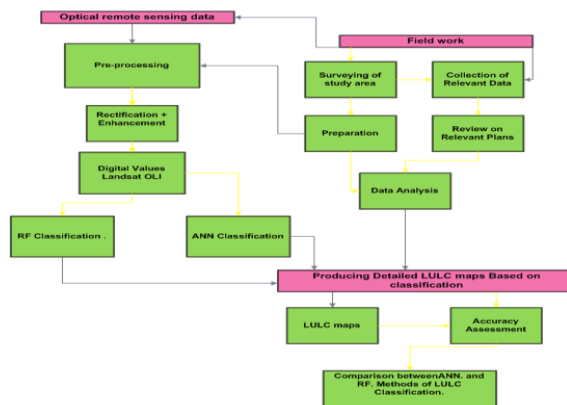 Optical remote sensing data
Field work
Pre-processing
Surveying of
study area
Collection of
Relevant Data
Rectification +
Enhancement
Preparation
Review on
Relevant Plans
Digital Values
Landsat OLI
Data Analysis
RF Classification .
ANN Classification
Producing Detailed LULC maps Based on
classification
LULC maps
Accuracy
Assessment
Comparison betweenANN. and
RF. Methods of LULC
Classification.